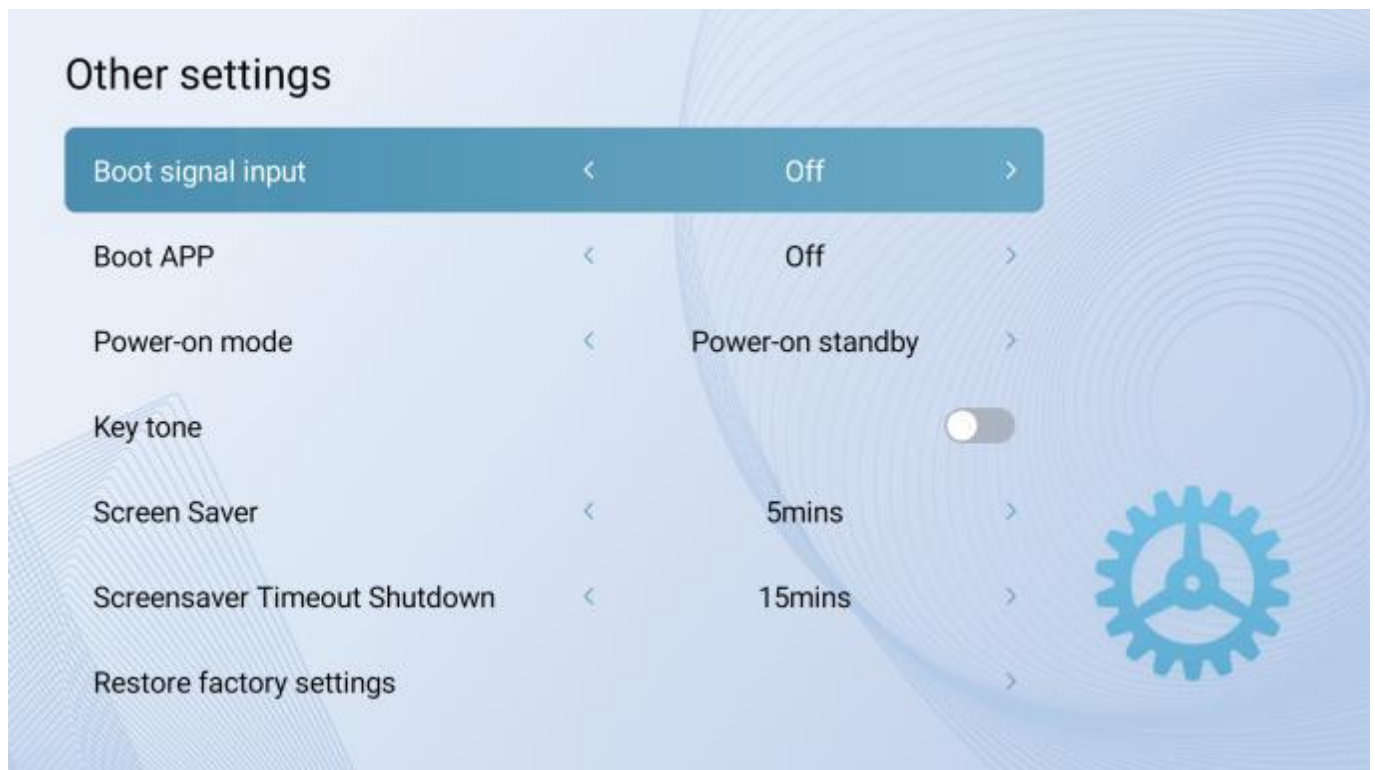 Other settings
Boot signal input < Off >
Boot APP < Off >
Power-on mode < Power-on standby >
Key tone
Screen Saver < 5mins >
Screensaver Timeout Shutdown < 15mins >
Restore factory settings >